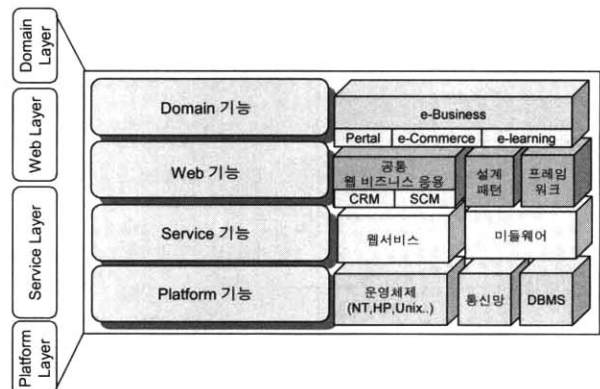 Domain Layer
Web Layer
Service Layer
Platform Layer
Domain 기능
e-Business
Pertal
e-Commerce
e-learning
Web 기능
공통
웹 비즈니스 응용
CRM
SCM
설계
패턴
프레임
워크
Service 기능
웹서비스
미들웨어
Platform 기능
운영체제
(NT,HP,Unix..)
통신망
DBMS